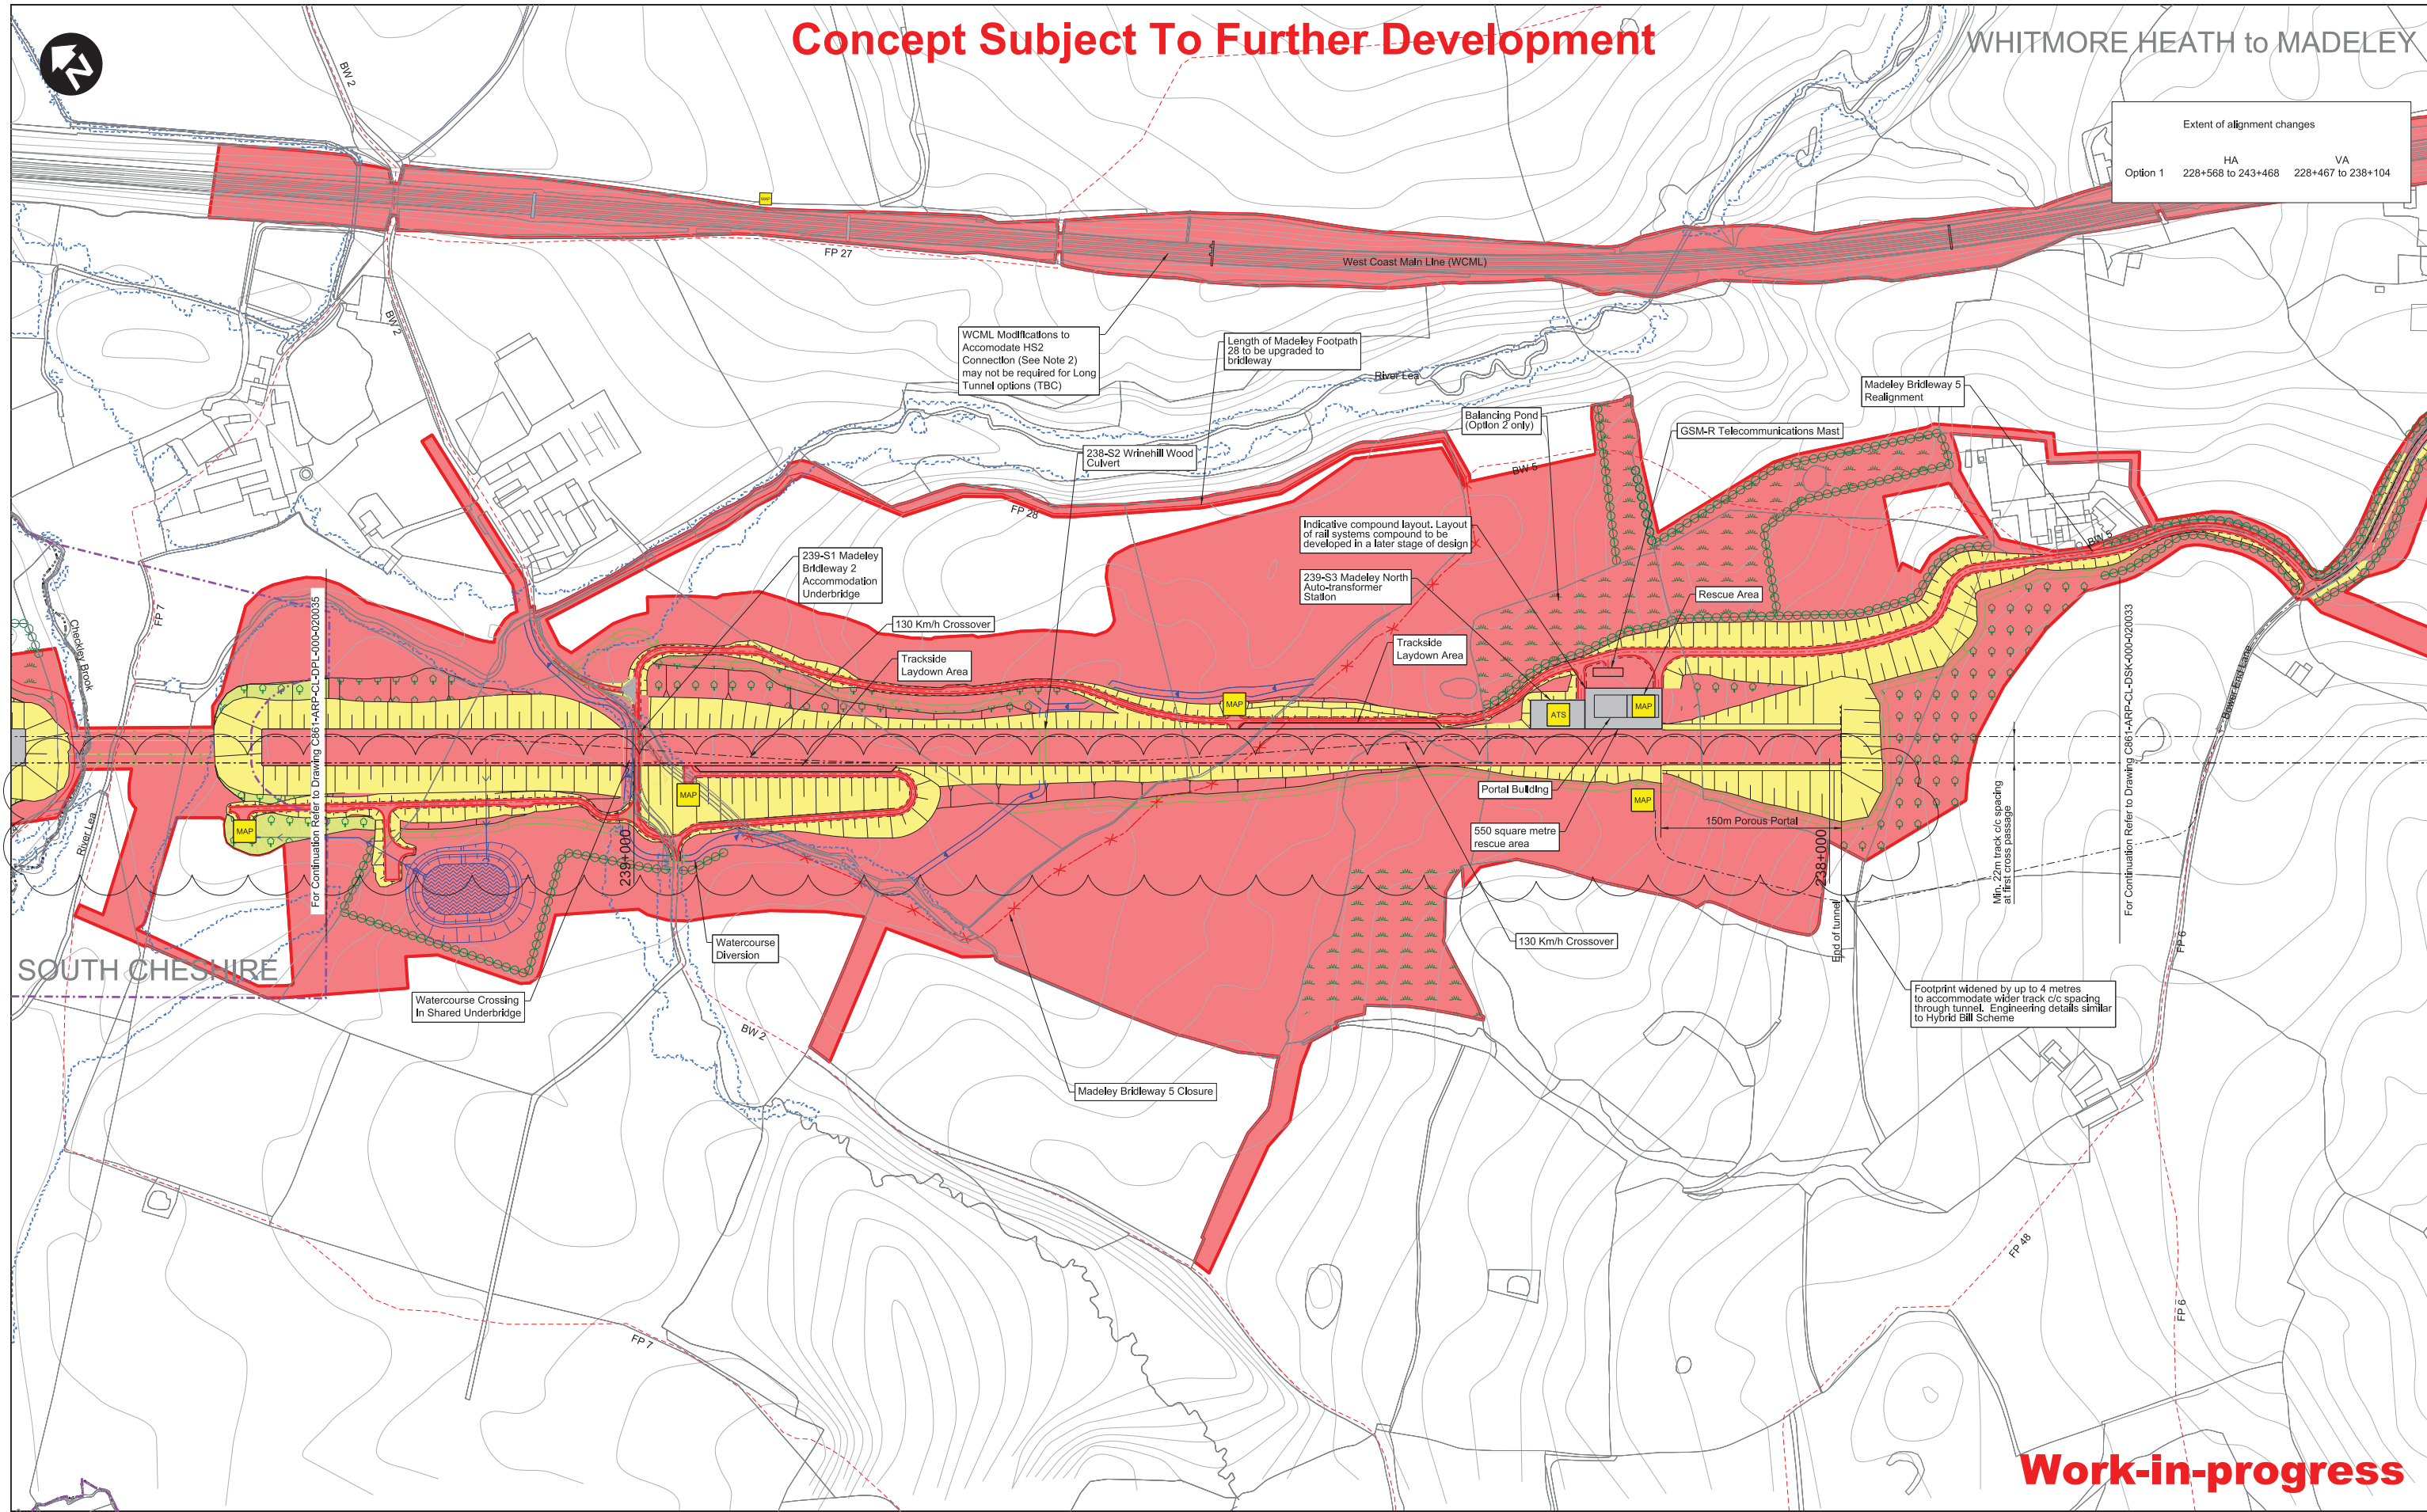 Concept Subject To Further Development
WHITMORE HEATH to MADELEY
N
BW 2
Extent of alignment changes
HA VA
Option 1 228+568 to 243+468 228+467 to 238+104
MAP
FP 27
West Coast Main Line (WCML)
BW 2
WCML Modifications to
Accomodate HS2
Connection (See Note 2)
may not be required for Long
Tunnel options (TBC)
Length of Madeley Footpath
28 to be upgraded to
bridleway
River Lea
Madeley Bridleway 5
Realignment
Balancing Pond
(Option 2 only)
GSM-R Telecommunications Mast
238-S2 Wrinehill Wood
Culvert
BW 5
FP 28
Indicative compound layout. Layout
of rail systems compound to be
developed in a later stage of design
BW 5
239-S1 Madeley
Bridleway 2
Accommodation
Underbridge
239-S3 Madeley North
Auto-transformer
Station
Rescue Area
130 Km/h Crossover
Trackside
Laydown Area
Trackside
Laydown Area
FP 7
Checkley Brook
For Continuation Refer to Drawing C861-ARP-CL-DPL-000-020035
For Continuation Refer to Drawing C861-ARP-CL-DSK-000-020033
Bower End Lane
MAP
ATS
MAP
MAP
Portal Building
MAP
MAP
River Lea
239+000
550 square metre
rescue area
150m Porous Portal
238+000
Min. 22m track c/c spacing
at first cross passage
End of tunnel
FP 6
Watercourse
Diversion
130 Km/h Crossover
SOUTH CHESHIRE
Watercourse Crossing
In Shared Underbridge
Footprint widened by up to 4 metres
to accommodate wider track c/c spacing
through tunnel. Engineering details similar
to Hybrid Bill Scheme
BW 2
Madeley Bridleway 5 Closure
FP 48
FP 6
FP 7
Work-in-progress